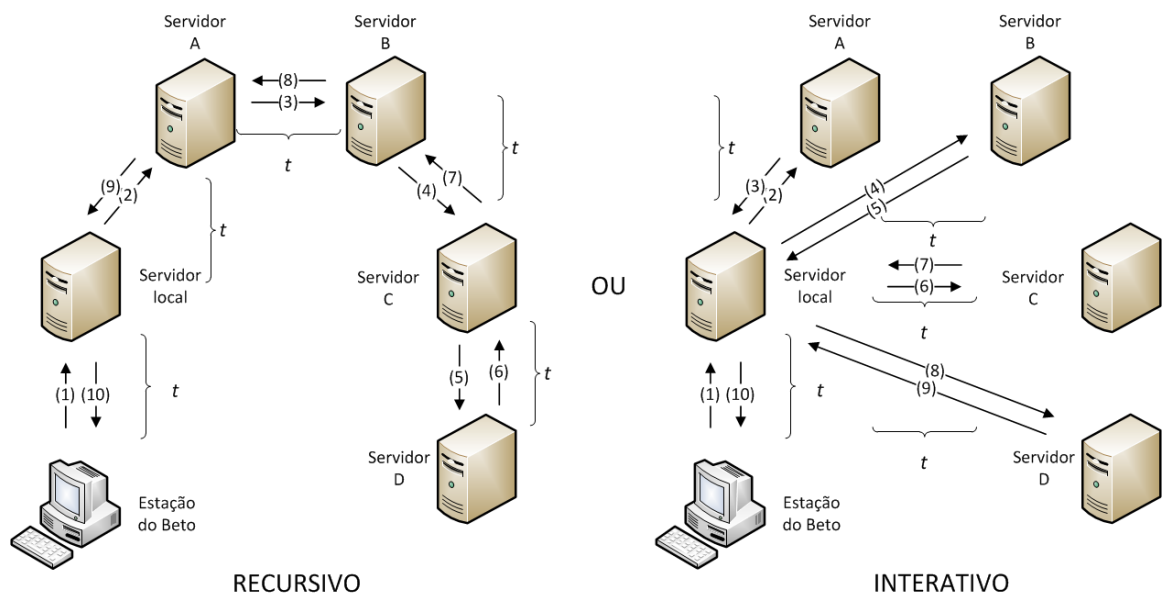 Servidor
A
Servidor
B
(8)
(3)
t
t
(9)
(2)
(4)
(7)
t
Servidor
local
Servidor
C
(1)
(10)
t
(5)
(6)
t
Servidor
D
Estação
do Beto
RECURSIVO
OU
Servidor
A
Servidor
B
t
(3)
(2)
(4)
(5)
t
Servidor
local
(7)
(6)
Servidor
C
t
(1)
(10)
t
(8)
(9)
t
Servidor
D
Estação
do Beto
INTERATIVO